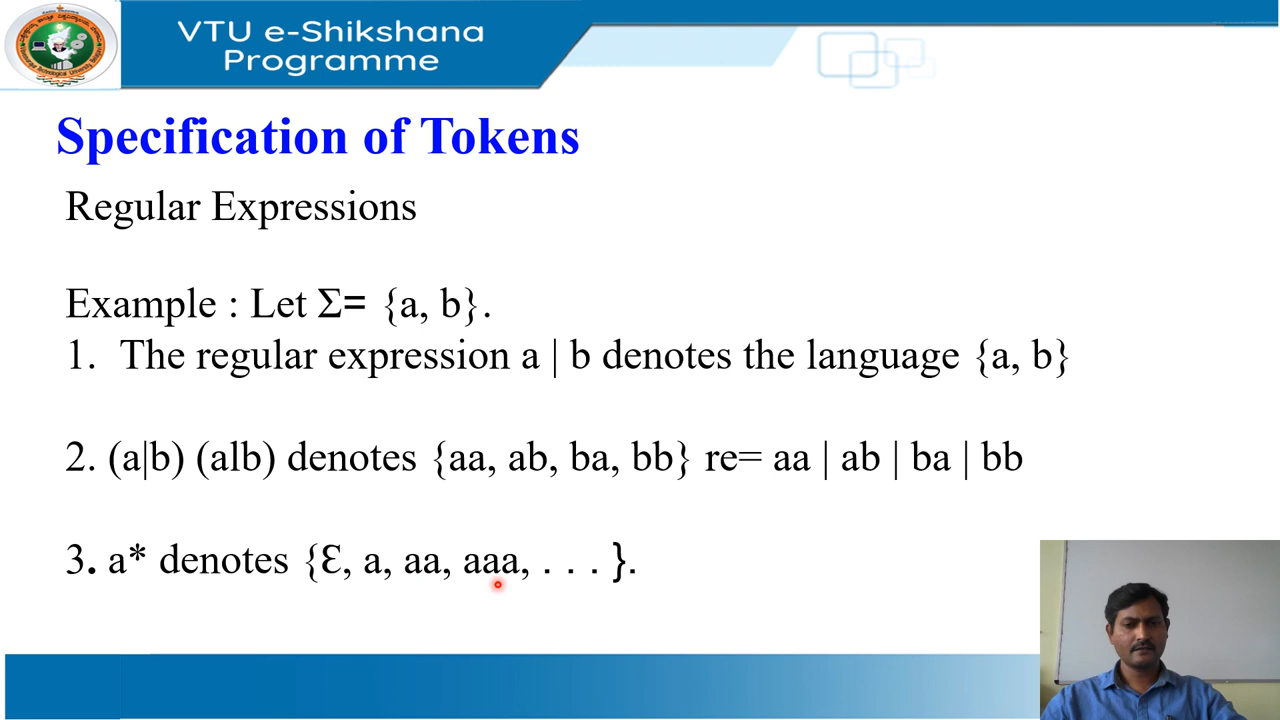 VTU e-Shikshana
Programme
Specification of Tokens
Regular Expressions
Example : Let Σ= {a, b}.
1. The regular expression a | b denotes the language {a, b}
2. (a|b) (alb) denotes {aa, ab, ba, bb} re= aa | ab | ba | bb
3. a* denotes {Ɛ, a, aa, aaa, . . . }.